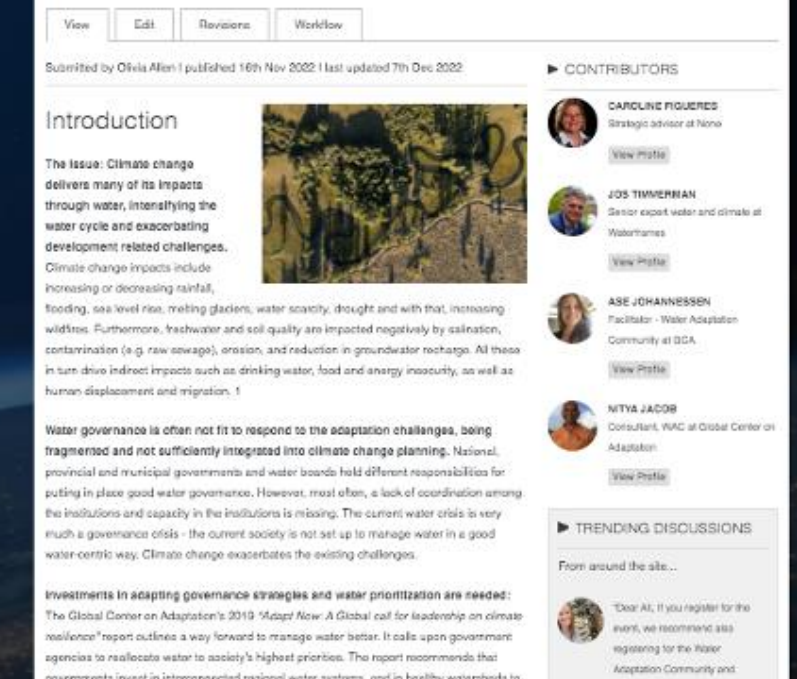 View
Edit
Revisions
Workflow
Submitted by Olivia Allen I published 16th Nov 2022 I last updated 7th Dec 2022
Introduction
The Issue: Climate change
delivers many of its impacts
through water, intensifying the
water cycle and exacerbating
development related challenges.
Climate change impacts include
increasing or decreasing rainfall,
flooding, sea level rise, melting glaciers, water scarcity, drought and with that, increasing
wildfires. Furthermore, freshwater and soil quality are impacted negatively by salination,
contamination (e.g. raw sewage), erosion, and reduction in groundwater recharge. All these
in turn drive indirect impacts such as drinking water, food and energy insecurity, as well as
human displacement and migration. 1
Water governance is often not fit to respond to the adaptation challenges, being
fragmented and not sufficiently integrated into climate change planning. National,
provincial and municipal governments and water boards hold different responsibilities for
putting in place good water governance. However, most often, a lack of coordination among
the institutions and capacity in the institutions is missing. The current water crisis is very
much a governance crisis - the current society is not set up to manage water in a good
water-centric way. Climate change exacerbates the existing challenges.
Investments in adapting governance strategies and water prioritization are needed:
The Global Center on Adaptation's 2019 "Adapt Now: A Global call for leadership on climate
resilience" report outlines a way forward to manage water better. It calls upon government
agencies to reallocate water to society's highest priorities. The report recommends that
governments invest in interconnected regional water systems, and in healthy watersheds to
CONTRIBUTORS
CAROLINE FIGUERES
Strategic advisor at None
View Profile
JOS TIMMERMAN
Senior expert water and climate at
Waterframes
View Profile
ASE JOHANNESSEN
Facilitator - Water Adaptation
Community at GCA
View Profile
NITYA JACOB
Consultant, WAC at Global Center on
Adaptation
View Profile
TRENDING DISCUSSIONS
From around the site...
"Dear All, If you register for the
event, we recommend also
registering for the Water
Adaptation Community and